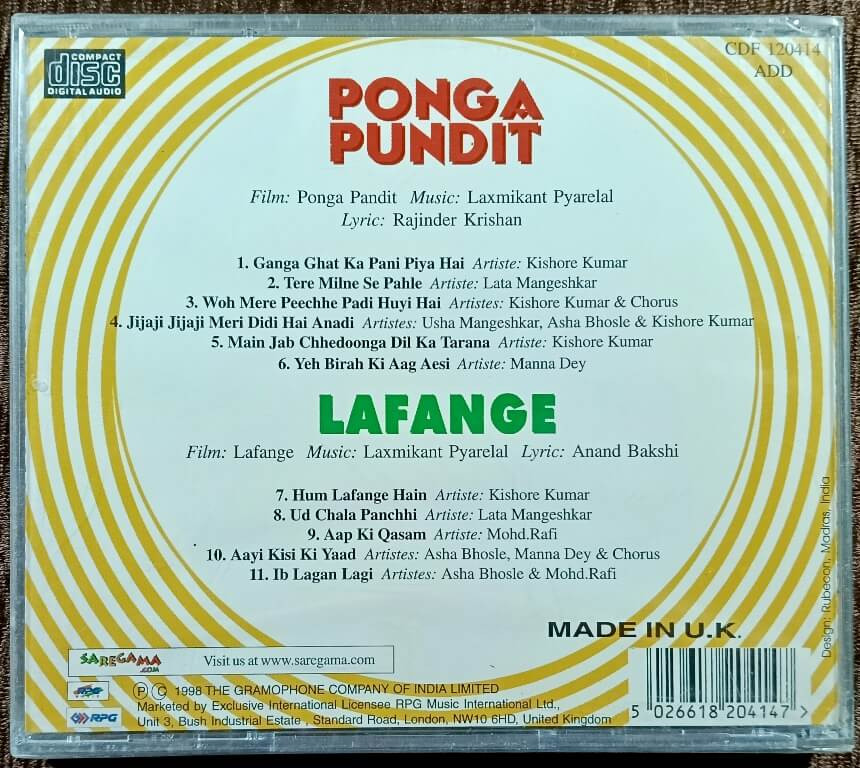 COMPACT
disc
DIGITAL AUDIO
CDF 120414
ADD
PONGA
PUNDIT
Film: Ponga Pandit Music: Laxmikant Pyarelal
Lyric: Rajinder Krishan
1. Ganga Ghat Ka Pani Piya Hai Artiste: Kishore Kumar
2. Tere Milne Se Pahle Artiste: Lata Mangeshkar
3. Woh Mere Peechhe Padi Huyi Hai Artistes: Kishore Kumar & Chorus
4. Jijaji Jijaji Meri Didi Hai Anadi Artistes: Usha Mangeshkar, Asha Bhosle & Kishore Kumar
5. Main Jab Chhedoonga Dil Ka Tarana Artiste: Kishore Kumar
6. Yeh Birah Ki Aag Aesi Artiste: Manna Dey
LAFANGE
Film: Lafange Music: Laxmikant Pyarelal Lyric: Anand Bakshi
7. Hum Lafange Hain Artiste: Kishore Kumar
8. Ud Chala Panchhi Artiste: Lata Mangeshkar
9. Aap Ki Qasam Artiste: Mohd.Rafi
10. Aayi Kisi Ki Yaad Artistes: Asha Bhosle, Manna Dey & Chorus
11. Ib Lagan Lagi Artistes: Asha Bhosle & Mohd.Rafi
Design: Rubecon, Madras, India
MADE IN U.K.
SAREGAMA
.COM
Visit us at www.saregama.com
RPG
Ⓟ Ⓒ 1998 THE GRAMOPHONE COMPANY OF INDIA LIMITED
Marketed by Exclusive International Licensee RPG Music International Ltd.,
Unit 3, Bush Industrial Estate , Standard Road, London, NW10 6HD, United Kingdom
5 026618 204147 >